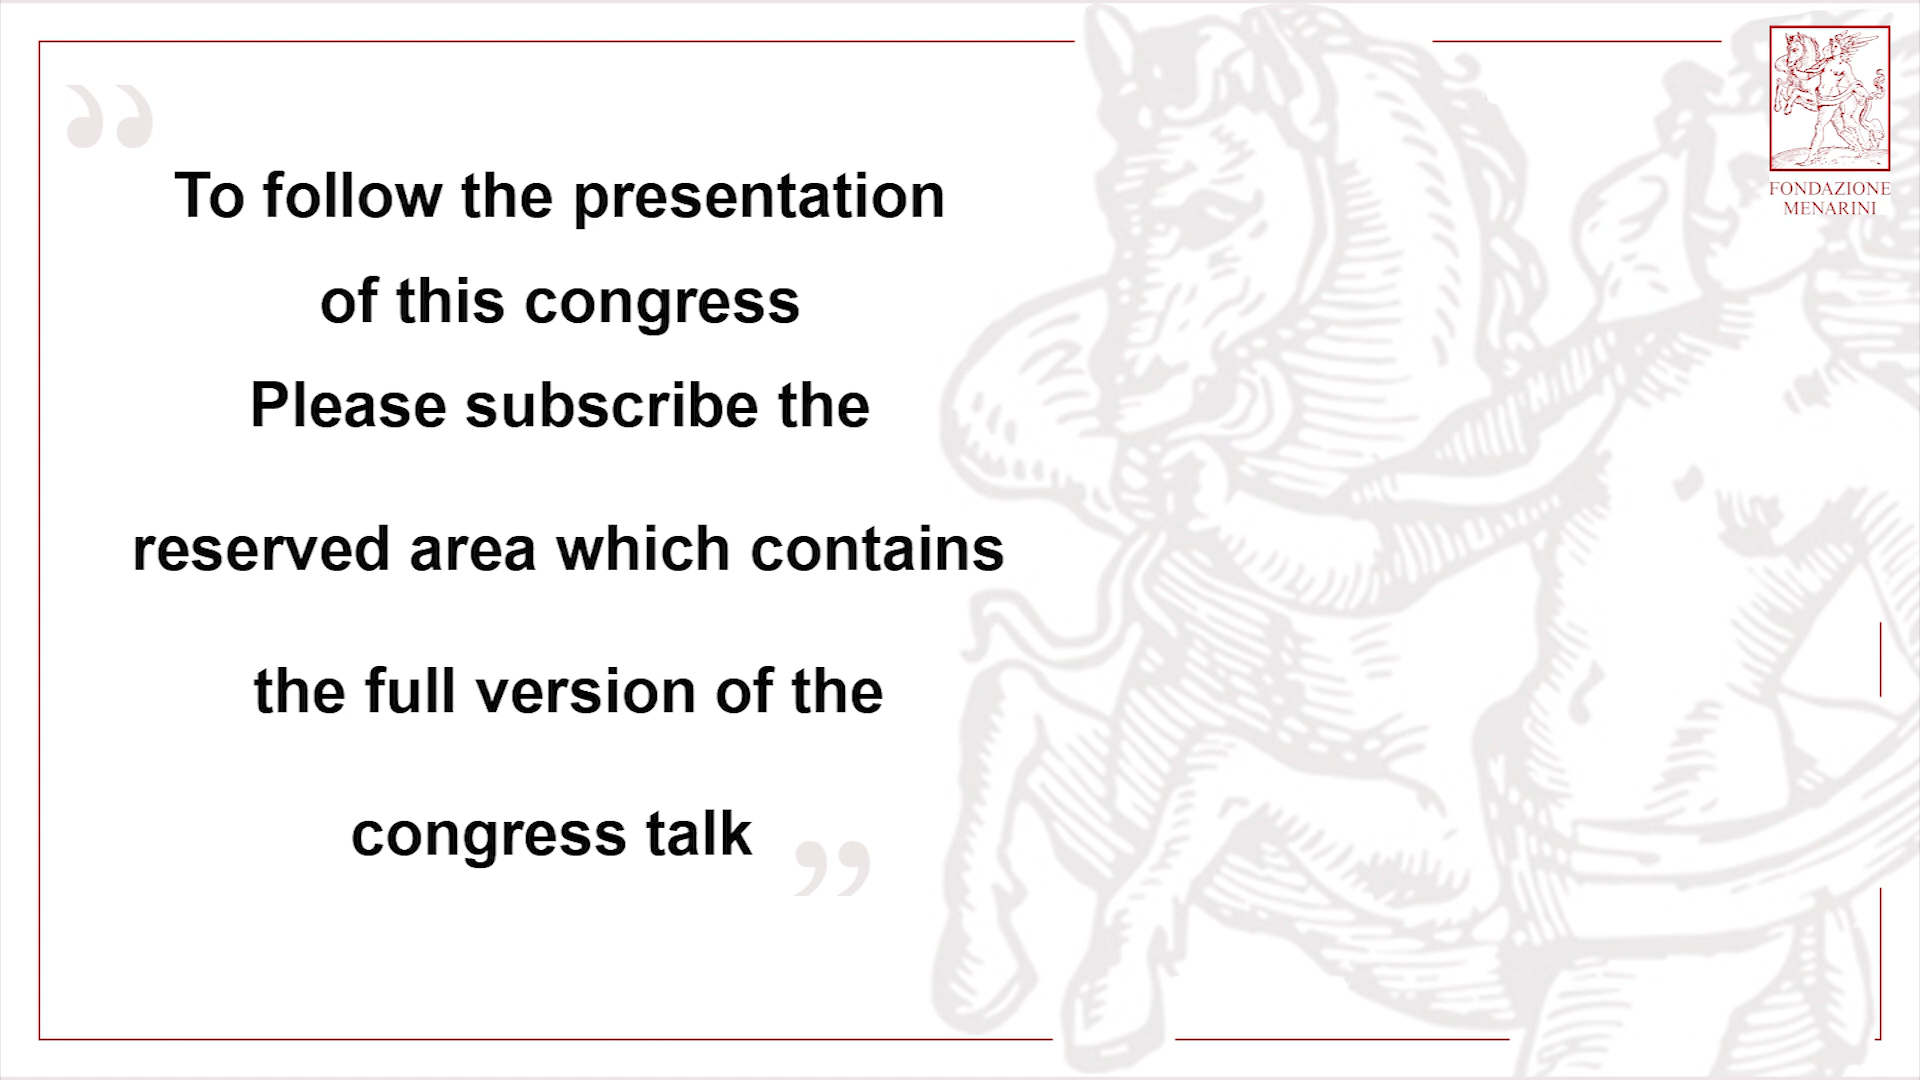 “
To follow the presentation
of this congress
Please subscribe the
reserved area which contains
the full version of the
congress talk ”
FONDAZIONE
MENARINI